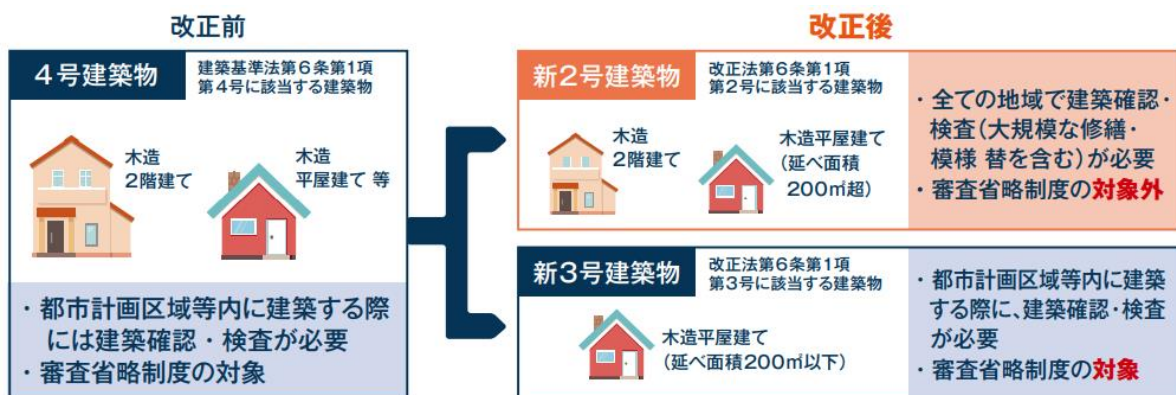 改正前
4号建築物
建築基準法第6条第1項
第4号に該当する建築物
木造
2階建て
木造
平屋建て 等
・都市計画区域等内に建築する際
には建築確認・検査が必要
・審査省略制度の対象
改正後
新2号建築物
改正法第6条第1項
第2号に該当する建築物
木造
2階建て
木造平屋建て
(延べ面積
200㎡超)
・全ての地域で建築確認・
検査(大規模な修繕・
模様 替を含む)が必要
・審査省略制度の対象外
新3号建築物
改正法第6条第1項
第3号に該当する建築物
木造平屋建て
(延べ面積200㎡以下)
・都市計画区域等内に建築
する際に、建築確認・検査
が必要
・審査省略制度の対象